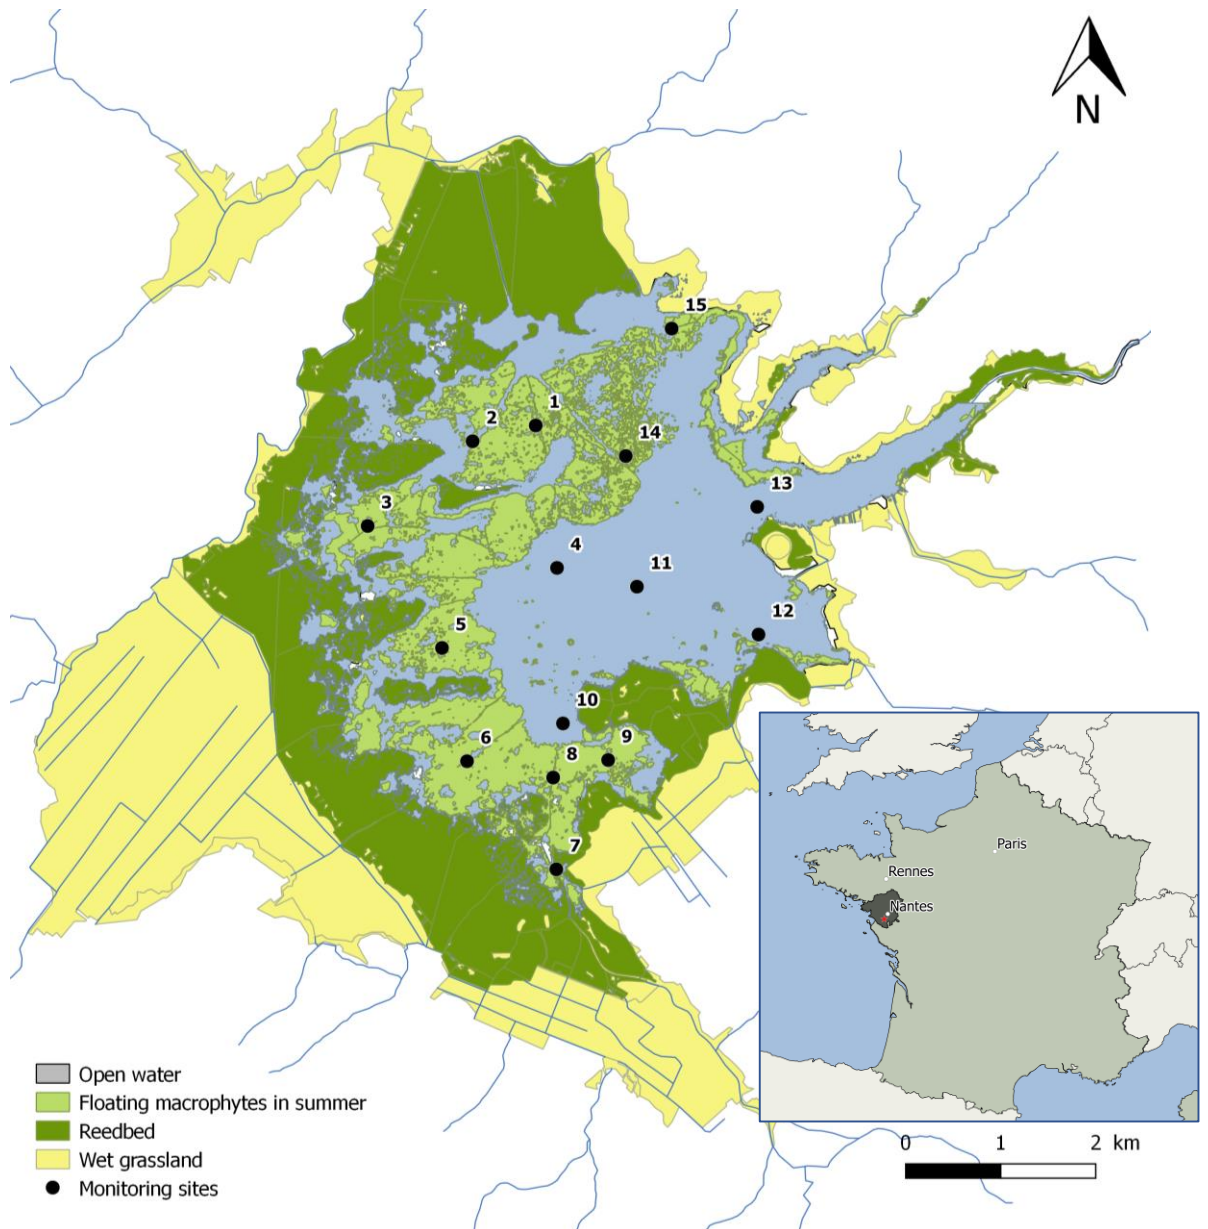 N
15
1
2
14
3
13
4
11
12
5
10
9
6
8
7
Paris
Rennes
Nantes
Open water
Floating macrophytes in summer
Reedbed
Wet grassland
Monitoring sites
0 1 2 km